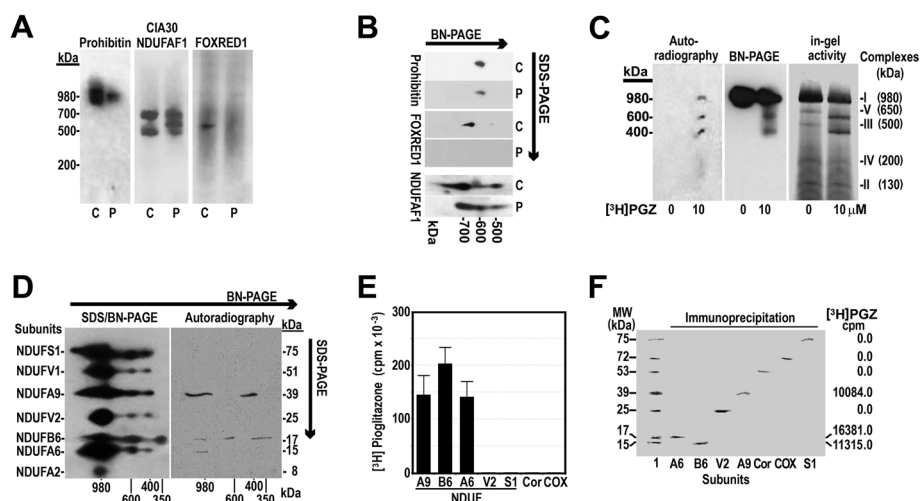 A
CIA30
Prohibitin NDUFAF1 FOXRED1
kDa
980-
700-
500-
200-
C P C P C P
B
BN-PAGE
SDS-PAGE
Prohibitin
FOXRED1
NDUFAF1
C
P
C
P
C
P
kDa
-700
-600
-500
C
Auto-
radiography
BN-PAGE
in-gel
activity
Complexes
(kDa)
kDa
980-
600-
400-
-I (980)
-V (650)
-III (500)
-IV (200)
-II (130)
[³H]PGZ 0 10 0 10 0 10 μM
D
BN-PAGE
SDS/BN-PAGE Autoradiography
Subunits
kDa
SDS-PAGE
NDUFS1-
NDUFV1-
NDUFA9-
NDUFV2-
NDUFB6-
NDUFA6-
NDUFA2-
-75
-51
-39
-25
-17
-15
-8
980 600 400 350 980 600 400 350 kDa
E
[³H] Pioglitazone (cpm x 10⁻³)
300
200
100
0
A9 B6 A6 V2 S1 Cor COX
NDUF
F
MW
(kDa)
Immunoprecipitation
[³H]PGZ
cpm
75-
63-
53-
39-
25-
17
15
0.0
0.0
0.0
10084.0
0.0
16381.0
11315.0
1 A6 B6 V2 A9 Cor COX S1
Subunits